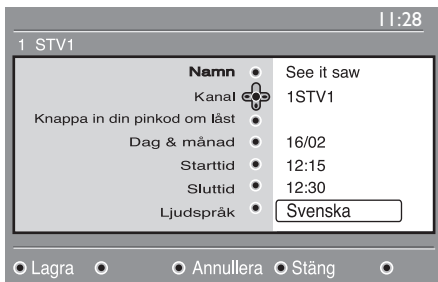 11:28
1 STV1
Namn See it saw
Kanal 1STV1
Knappa in din pinkod om låst
Dag & månad 16/02
Starttid 12:15
Sluttid 12:30
Ljudspråk Svenska
Lagra Annullera Stäng